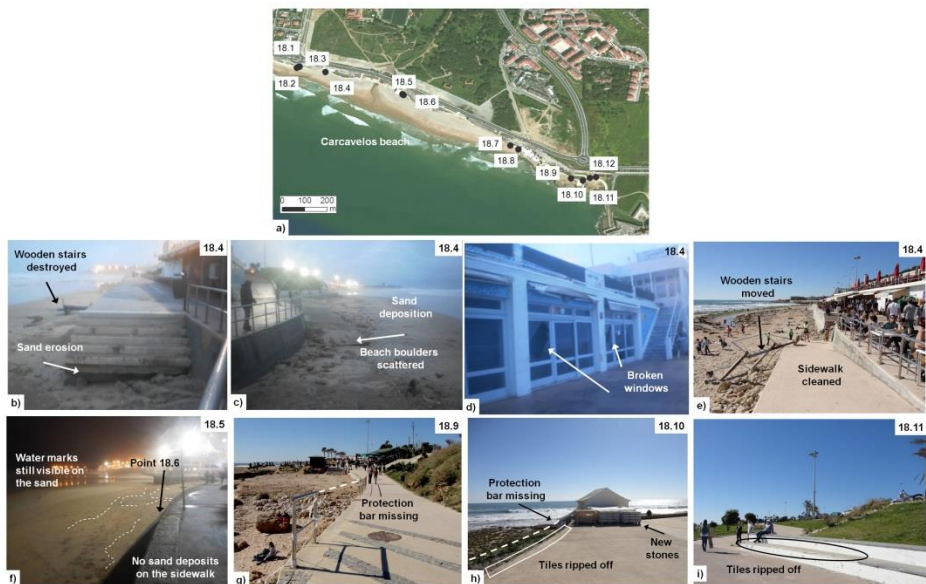 18.1
18.3
18.2
18.4
18.5
18.6
Carcavelos beach
18.7
18.8
18.9
18.12
18.10
18.11
0 100 200
m
a)
18.4
Wooden stairs
destroyed
Sand erosion
b)
18.4
Sand
deposition
Beach boulders
scattered
c)
18.4
Broken
windows
d)
18.4
Wooden stairs
moved
Sidewalk
cleaned
e)
18.5
Water marks
still visible on
the sand
Point 18.6
No sand deposits
on the sidewalk
f)
18.9
Protection
bar missing
g)
18.10
Protection
bar missing
New
stones
Tiles ripped off
h)
18.11
Tiles ripped off
i)